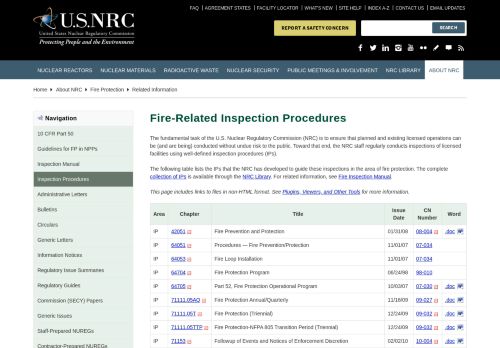 FAQ | AGREEMENT STATES | FACILITY LOCATOR | WHAT'S NEW | SITE HELP | INDEX A-Z | CONTACT US | EMAIL UPDATES
U.S.NRC
United States Nuclear Regulatory Commission
Protecting People and the Environment
REPORT A SAFETY CONCERN
SEARCH
NUCLEAR REACTORS NUCLEAR MATERIALS RADIOACTIVE WASTE NUCLEAR SECURITY PUBLIC MEETINGS & INVOLVEMENT NRC LIBRARY ABOUT NRC
Home About NRC Fire Protection Related Information
Navigation
10 CFR Part 50
Guidelines for FP in NPPs
Inspection Manual
Inspection Procedures
Administrative Letters
Bulletins
Circulars
Generic Letters
Information Notices
Regulatory Issue Summaries
Regulatory Guides
Commission (SECY) Papers
Generic Issues
Staff-Prepared NUREGs
Contractor-Prepared NUREGs
Fire-Related Inspection Procedures
The fundamental task of the U.S. Nuclear Regulatory Commission (NRC) is to ensure that planned and existing licensed operations can
be (and are being) conducted without undue risk to the public. Toward that end, the NRC staff regularly conducts inspections of licensed
facilities using well-defined inspection procedures (IPs).
The following table lists the IPs that the NRC has developed to guide these inspections in the area of fire protection. The complete
collection of IPs is available through the NRC Library. For related information, see Fire Inspection Manual.
This page includes links to files in non-HTML format. See Plugins, Viewers, and Other Tools for more information.
Area Chapter Title Issue Date CN Number Word
IP 42051 Fire Prevention and Protection 01/31/08 08-004 .doc
IP 64051 Procedures — Fire Prevention/Protection 11/01/07 07-034
IP 64053 Fire Loop Installation 11/01/07 07-034
IP 64704 Fire Protection Program 06/24/98 98-010
IP 64705 Part 52, Fire Protection Operational Program 10/03/07 07-030 .doc
IP 71111.05AQ Fire Protection Annual/Quarterly 11/16/09 09-027 .doc
IP 71111.05T Fire Protection (Triennial) 12/24/09 09-032 .doc
IP 71111.05TTP Fire Protection-NFPA 805 Transition Period (Triennial) 12/24/09 09-032 .doc
IP 71153 Followup of Events and Notices of Enforcement Discretion 02/02/10 10-004 .doc